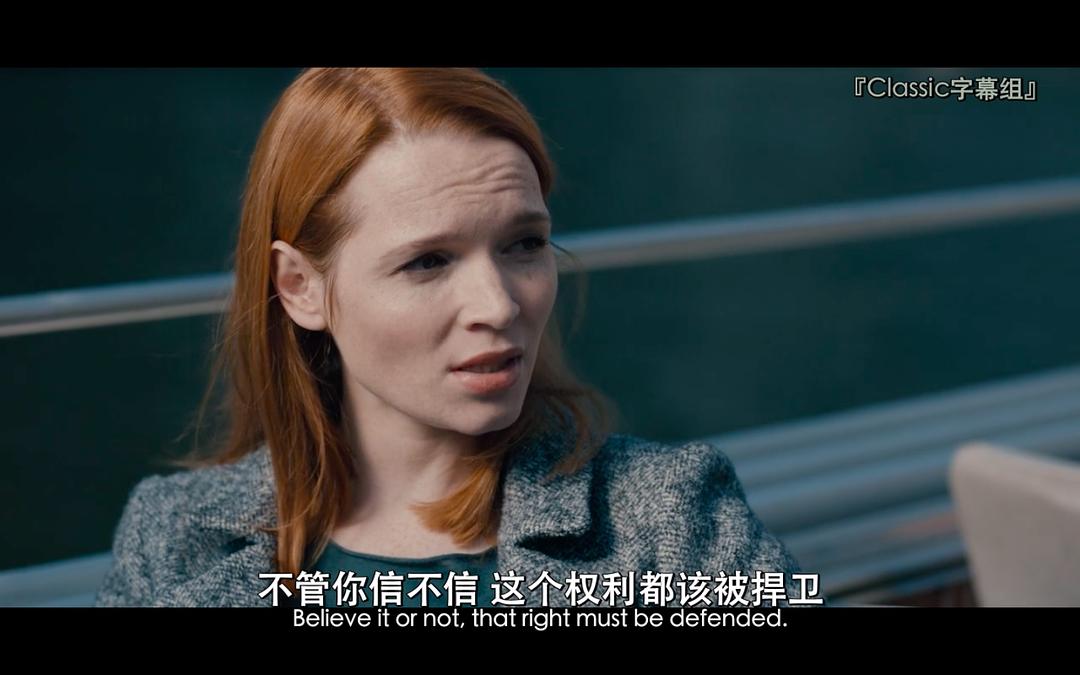 『Classic字幕组』
不管你信不信 这个权利都该被捍卫
Believe it or not, that right must be defended.